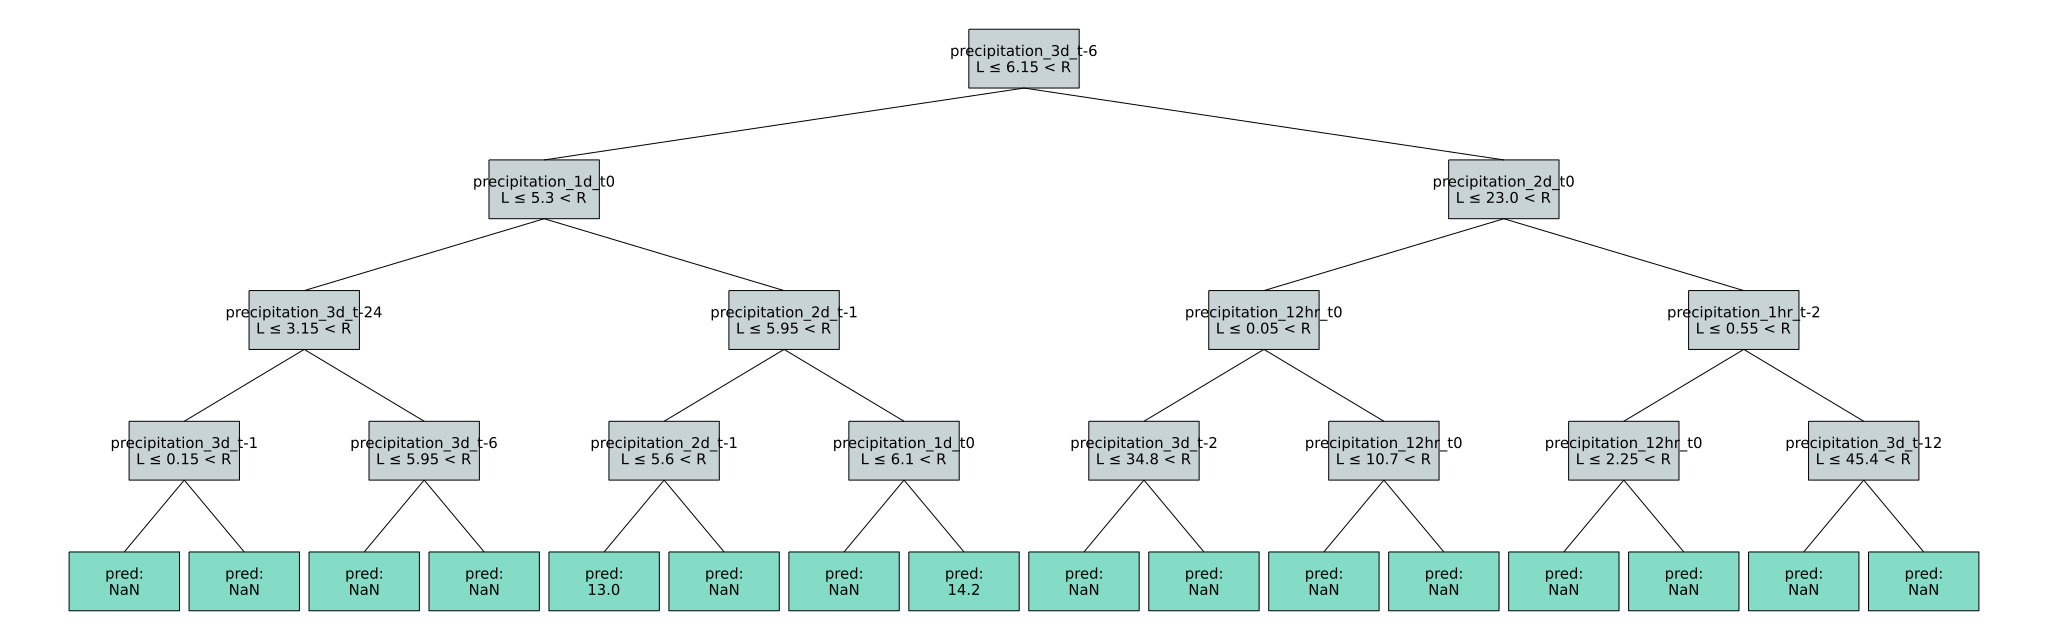 precipitation_3d_t-6
L ≤ 6.15 < R
precipitation_1d_t0
L ≤ 5.3 < R
precipitation_2d_t0
L ≤ 23.0 < R
precipitation_3d_t-24
L ≤ 3.15 < R
precipitation_2d_t-1
L ≤ 5.95 < R
precipitation_12hr_t0
L ≤ 0.05 < R
precipitation_1hr_t-2
L ≤ 0.55 < R
precipitation_3d_t-1
L ≤ 0.15 < R
precipitation_3d_t-6
L ≤ 5.95 < R
precipitation_2d_t-1
L ≤ 5.6 < R
precipitation_1d_t0
L ≤ 6.1 < R
precipitation_3d_t-2
L ≤ 34.8 < R
precipitation_12hr_t0
L ≤ 10.7 < R
precipitation_12hr_t0
L ≤ 2.25 < R
precipitation_3d_t-12
L ≤ 45.4 < R
pred:
NaN
pred:
NaN
pred:
NaN
pred:
NaN
pred:
13.0
pred:
NaN
pred:
NaN
pred:
14.2
pred:
NaN
pred:
NaN
pred:
NaN
pred:
NaN
pred:
NaN
pred:
NaN
pred:
NaN
pred:
NaN